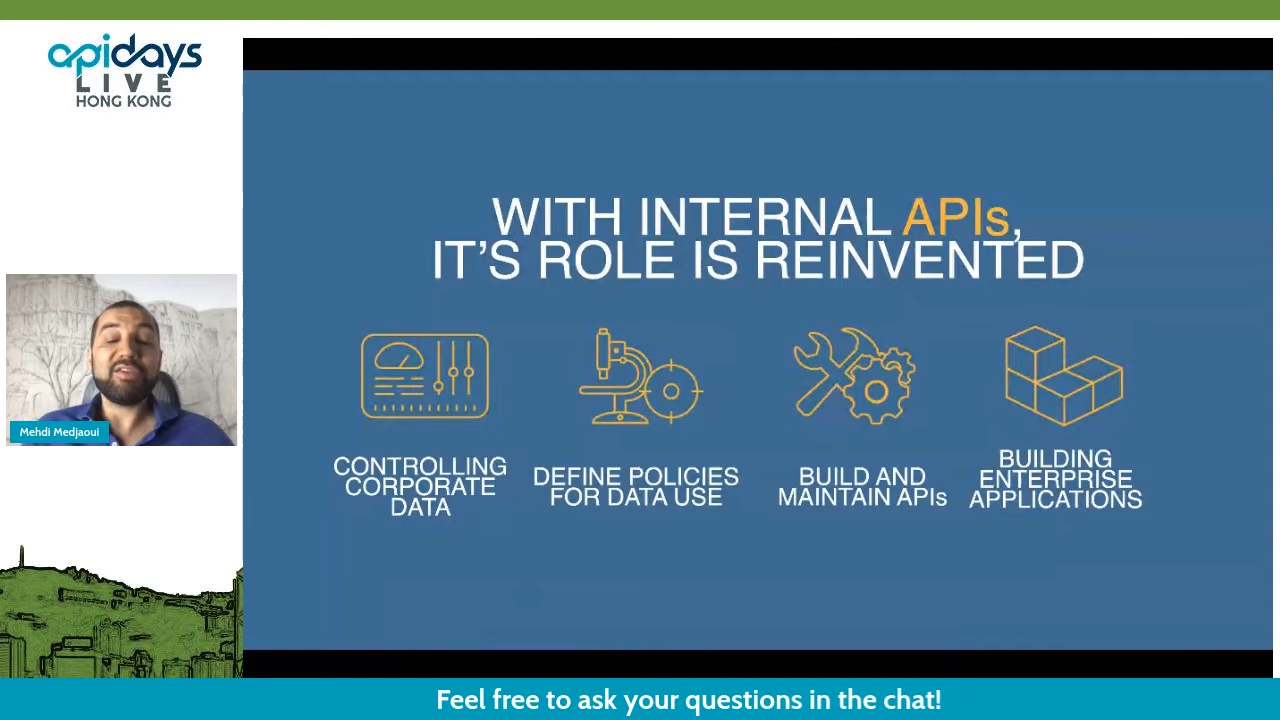 apidays
LIVE
HONG KONG
WITH INTERNAL APIs,
IT'S ROLE IS REINVENTED
CONTROLLING
CORPORATE
DATA
DEFINE POLICIES
FOR DATA USE
BUILD AND
MAINTAIN APIs
BUILDING
ENTERPRISE
APPLICATIONS
Mehdi Medjaoui
Feel free to ask your questions in the chat!